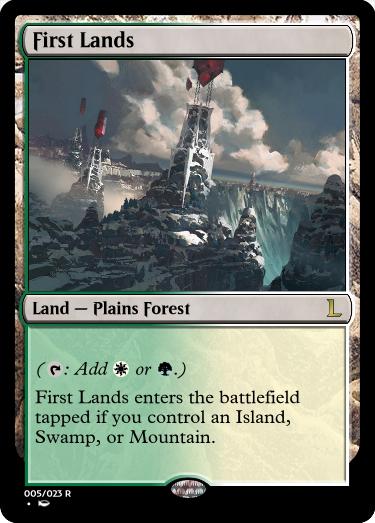 First Lands
Land — Plains Forest
L
(: Add or .)
First Lands enters the battlefield
tapped if you control an Island,
Swamp, or Mountain.
005/023 R